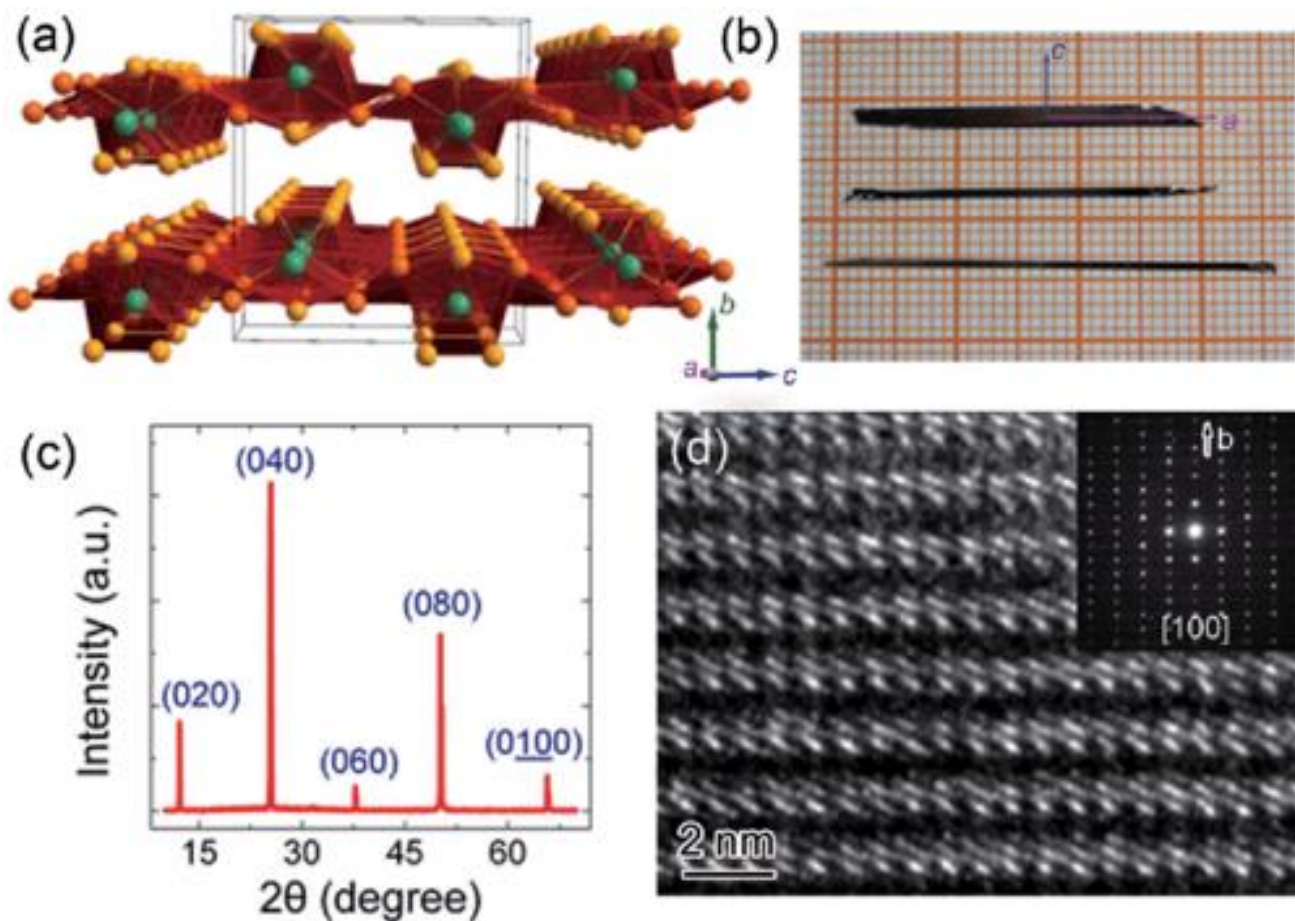 (a)
b
a
c
(b)
c
a
(c)
Intensity (a.u.)
(020)
(040)
(060)
(080)
(0100)
15 30 45 60
2θ (degree)
(d)
b
[100]
2 nm